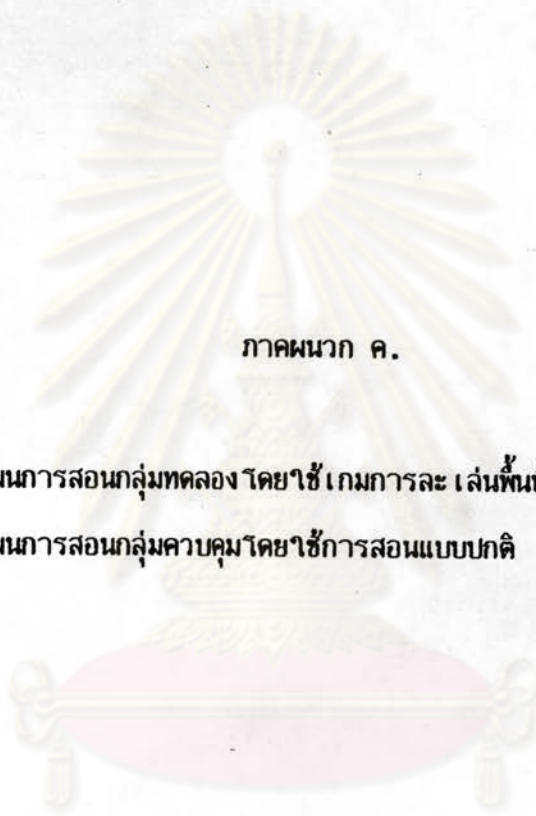 ภาคผนวก ค.
การสอนกลุ่มทดลองโดยใช้เกมการละเล่น
การสอนกลุ่มควบคุมโดยใช้การสอนแบบปกติ